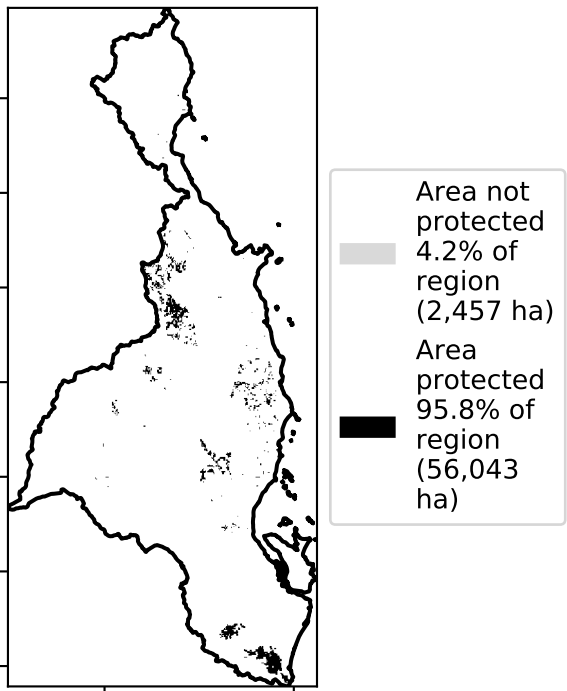 Area not
protected
4.2% of
region
(2,457 ha)
Area
protected
95.8% of
region
(56,043
ha)